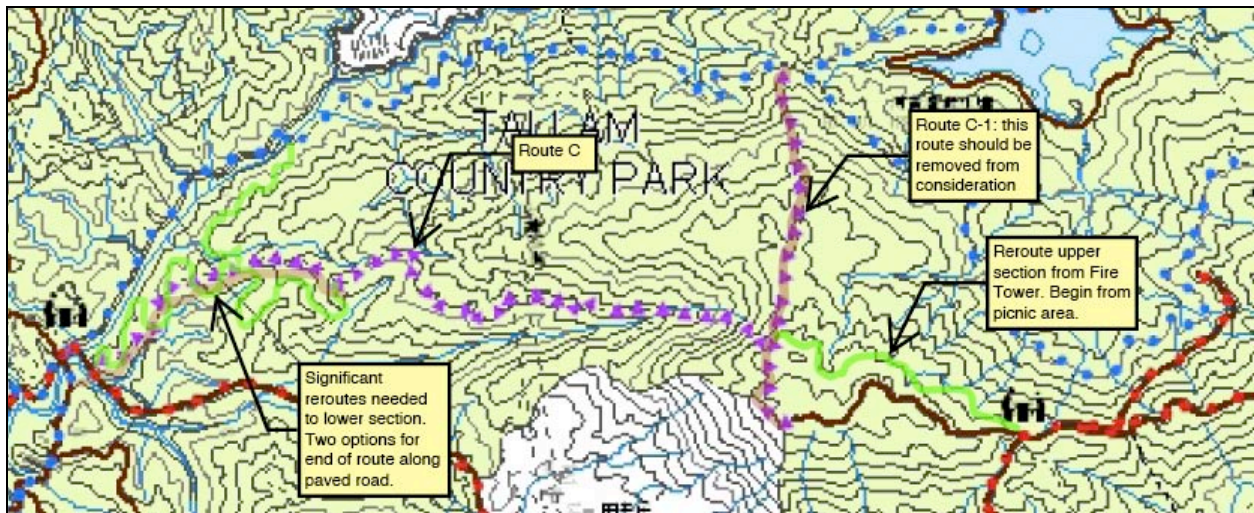 TAI LAM
COUNTRY PARK
Route C
Route C-1: this
route should be
removed from
consideration
Reroute upper
section from Fire
Tower. Begin from
picnic area.
Significant
reroutes needed
to lower section.
Two options for
end of route along
paved road.